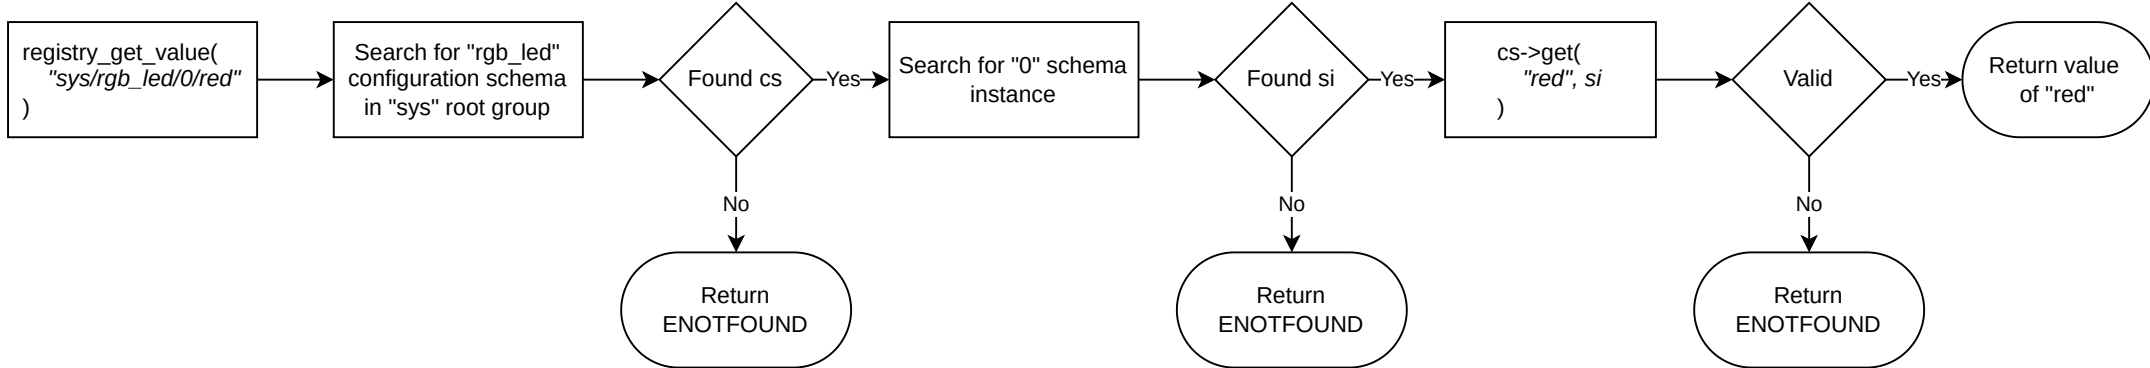 registry_get_value(
"sys/rgb_led/0/red"
)
Search for "rgb_led"
configuration schema
in "sys" root group
Found cs
Yes
No
Return
ENOTFOUND
Search for "0" schema
instance
Found si
Yes
No
Return
ENOTFOUND
cs->get(
"red", si
)
Valid
Yes
No
Return
ENOTFOUND
Return value
of "red"